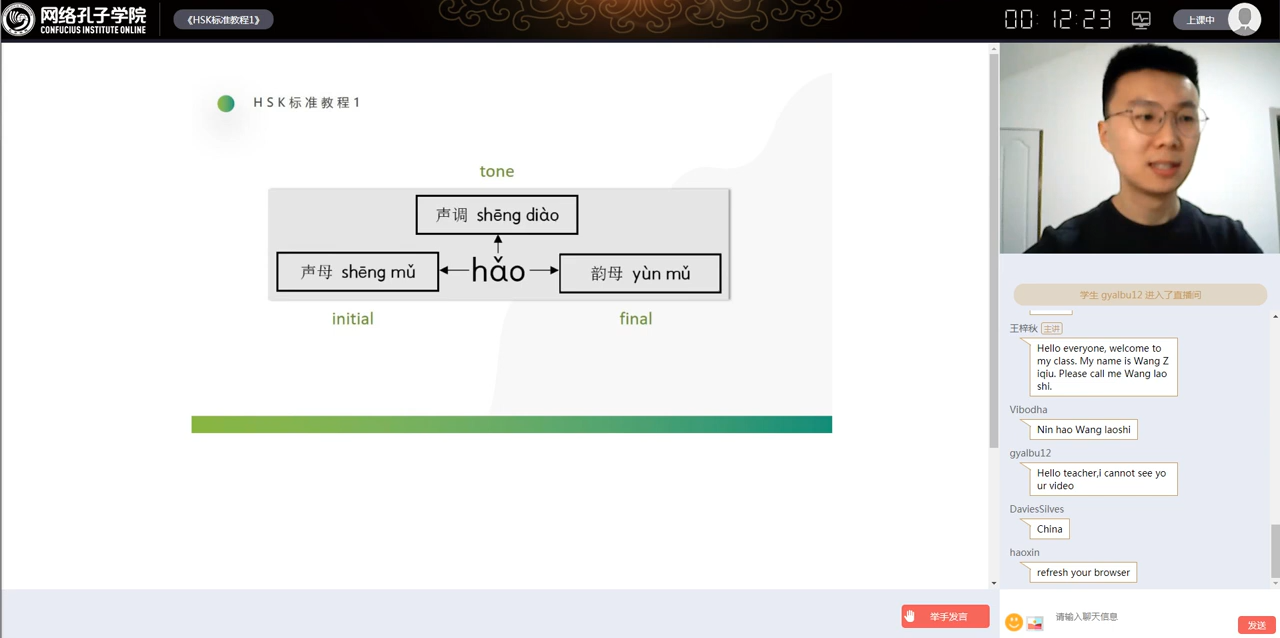 网络孔子学院
CONFUCIUS INSTITUTE ONLINE
《HSK标准教程1》
00:12:23
上课中
HSK标准教程1
tone
声调 shēng diào
声母 shēng mǔ
hǎo
韵母 yùn mǔ
initial
final
学生 gyalbu12 进入了直播间
王梓秋 主讲
Hello everyone, welcome to
my class. My name is Wang Z
iqiu. Please call me Wang lao
shi.
Vibodha
Nin hao Wang laoshi
gyalbu12
Hello teacher,i cannot see yo
ur video
DaviesSilves
China
haoxin
refresh your browser
举手发言
请输入聊天信息
发送